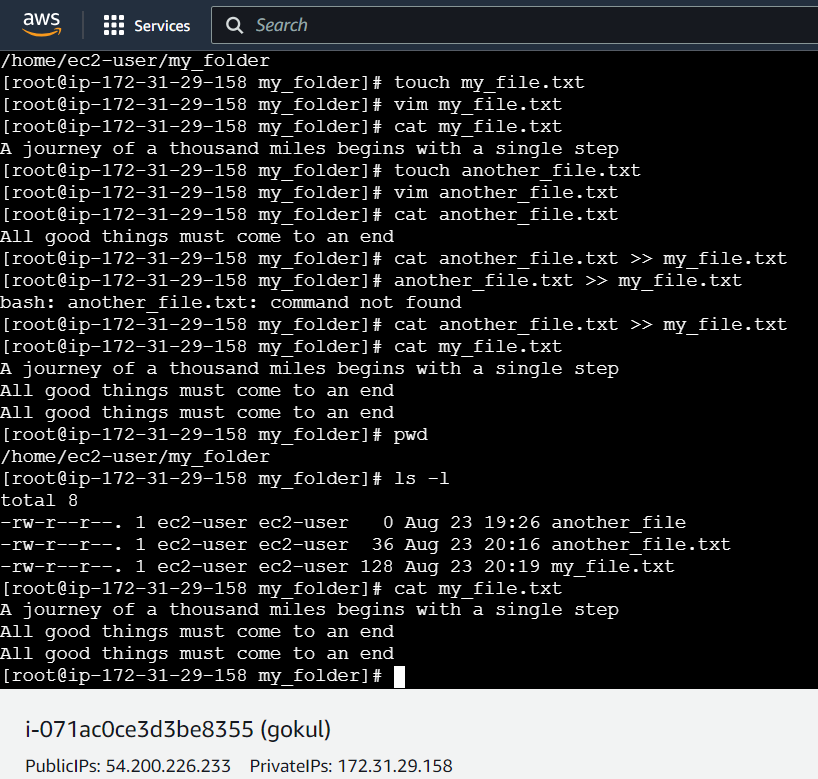 aws
Services
Search
/home/ec2-user/my_folder
[root@ip-172-31-29-158 my_folder]# touch my_file.txt
[root@ip-172-31-29-158 my_folder]# vim my_file.txt
[root@ip-172-31-29-158 my_folder]# cat my_file.txt
A journey of a thousand miles begins with a single step
[root@ip-172-31-29-158 my_folder]# touch another_file.txt
[root@ip-172-31-29-158 my_folder]# vim another_file.txt
[root@ip-172-31-29-158 my_folder]# cat another_file.txt
All good things must come to an end
[root@ip-172-31-29-158 my_folder]# cat another_file.txt >> my_file.txt
[root@ip-172-31-29-158 my_folder]# another_file.txt >> my_file.txt
bash: another_file.txt: command not found
[root@ip-172-31-29-158 my_folder]# cat another_file.txt >> my_file.txt
[root@ip-172-31-29-158 my_folder]# cat my_file.txt
A journey of a thousand miles begins with a single step
All good things must come to an end
All good things must come to an end
[root@ip-172-31-29-158 my_folder]# pwd
/home/ec2-user/my_folder
[root@ip-172-31-29-158 my_folder]# ls -l
total 8
-rw-r--r--. 1 ec2-user ec2-user   0 Aug 23 19:26 another_file
-rw-r--r--. 1 ec2-user ec2-user  36 Aug 23 20:16 another_file.txt
-rw-r--r--. 1 ec2-user ec2-user 128 Aug 23 20:19 my_file.txt
[root@ip-172-31-29-158 my_folder]# cat my_file.txt
A journey of a thousand miles begins with a single step
All good things must come to an end
All good things must come to an end
[root@ip-172-31-29-158 my_folder]#
i-071ac0ce3d3be8355 (gokul)
PublicIPs: 54.200.226.233 PrivateIPs: 172.31.29.158